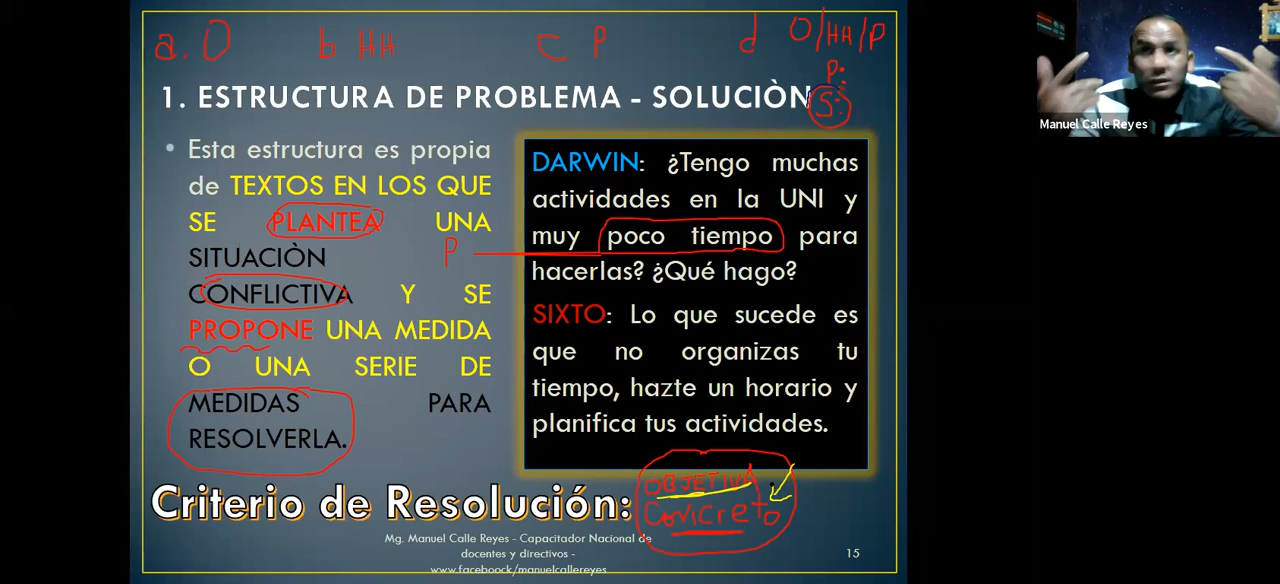 a. O b HH c P d O/HH/P
P:
1. ESTRUCTURA DE PROBLEMA - SOLUCIÒN S:
• Esta estructura es propia
de TEXTOS EN LOS QUE
SE PLANTEA UNA
SITUACIÒN P
CONFLICTIVA Y SE
PROPONE UNA MEDIDA
O UNA SERIE DE
MEDIDAS PARA
RESOLVERLA.
DARWIN: ¿Tengo muchas
actividades en la UNI y
muy poco tiempo para
hacerlas? ¿Qué hago?
SIXTO: Lo que sucede es
que no organizas tu
tiempo, hazte un horario y
planifica tus actividades.
Criterio de Resolución:
OBJETIVA
Concreto
Mg. Manuel Calle Reyes - Capacitador Nacional de
docentes y directivos -
www.faceboock/manuelcallereyes
15
Manuel Calle Reyes